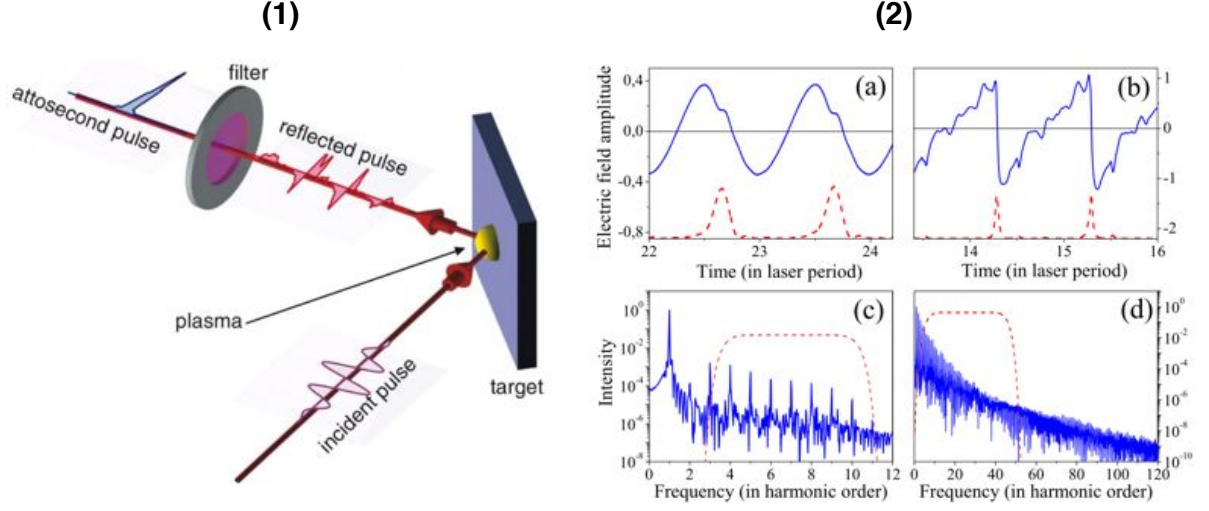 (1)
(2)
filter
attosecond pulse
reflected pulse
plasma
incident pulse
target
Electric field amplitude
0,4
0,0
-0,4
-0,8
(a)
22 23 24
Time (in laser period)
(b)
1
0
-1
-2
14 15 16
Time (in laser period)
Intensity
10^0
10^-2
10^-4
10^-6
10^-8
(c)
0 2 4 6 8 10 12
Frequency (in harmonic order)
(d)
10^0
10^-2
10^-4
10^-6
10^-8
10^-10
0 20 40 60 80 100 120
Frequency (in harmonic order)